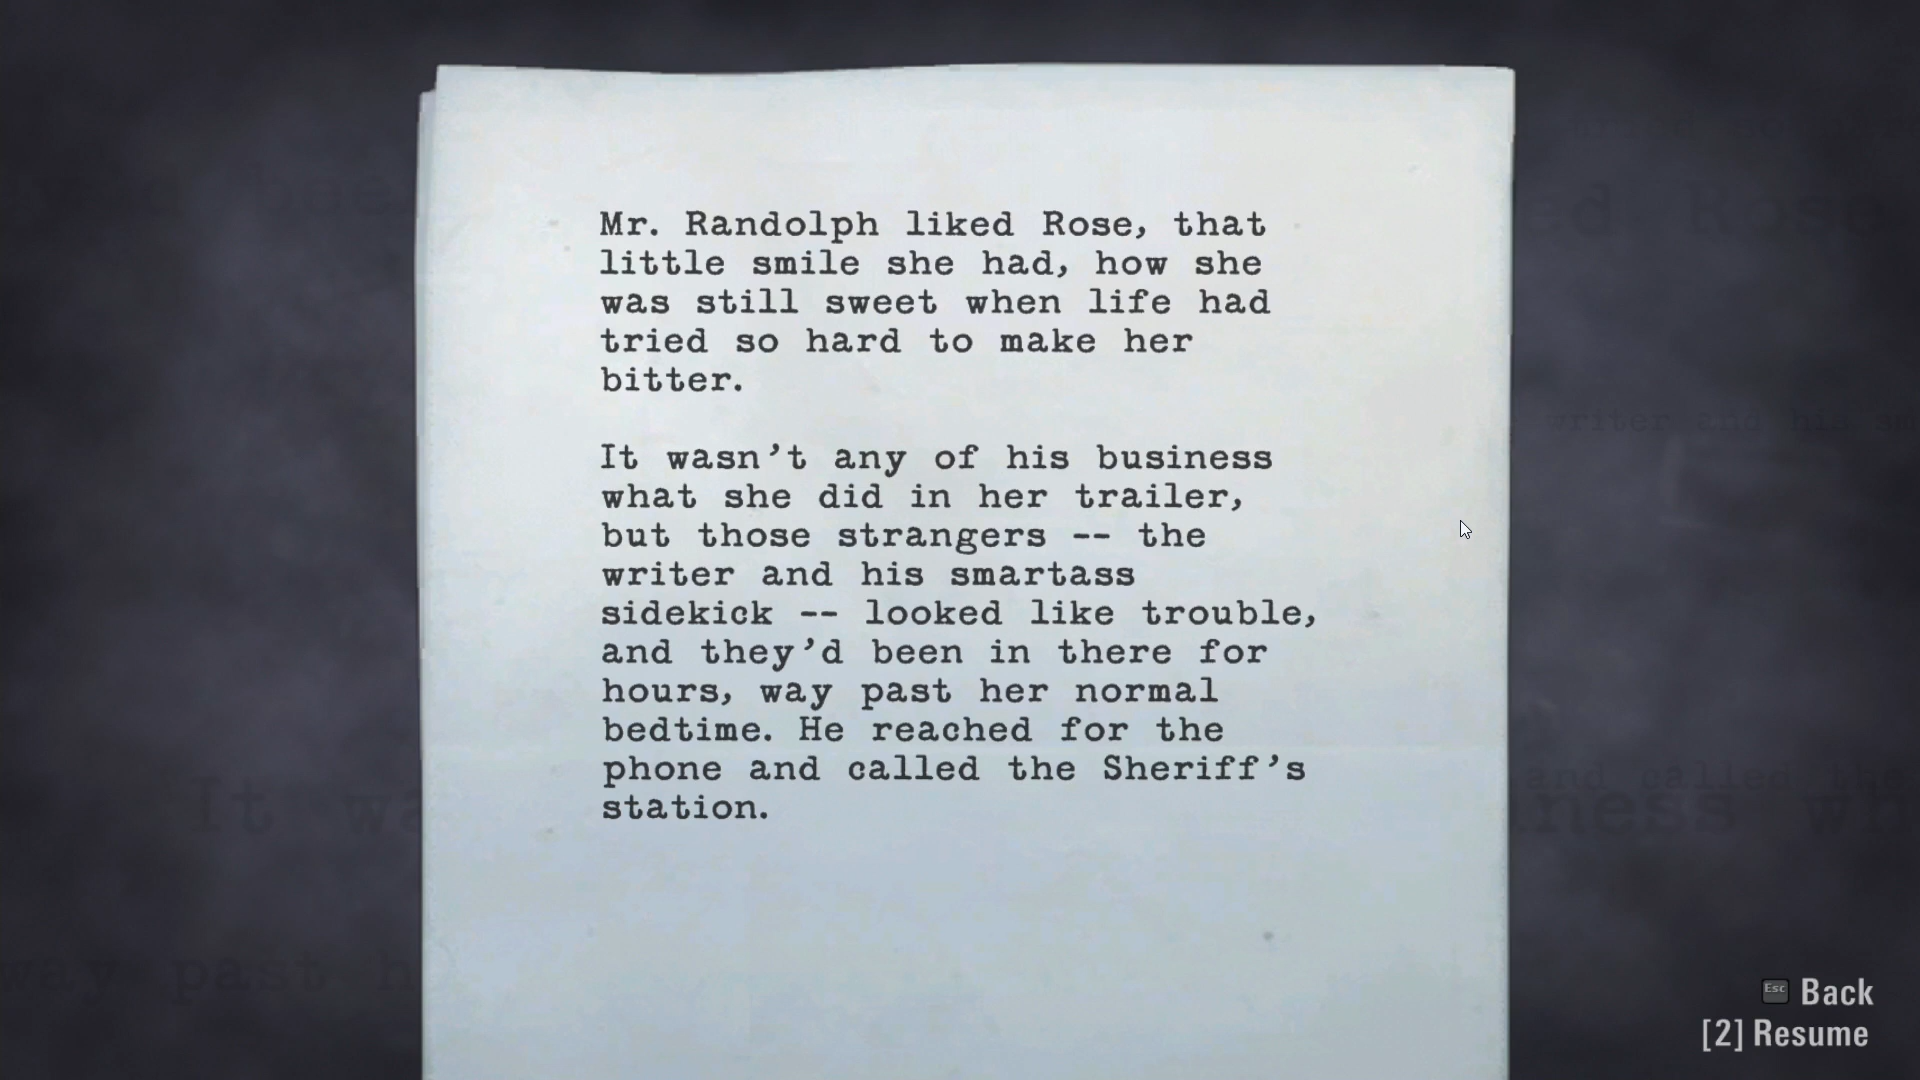 Mr. Randolph liked Rose, that
little smile she had, how she
was still sweet when life had
tried so hard to make her
bitter.
It wasn't any of his business
what she did in her trailer,
but those strangers -- the
writer and his smartass
sidekick -- looked like trouble,
and they'd been in there for
hours, way past her normal
bedtime. He reached for the
phone and called the Sheriff's
station.
Esc Back
[2] Resume